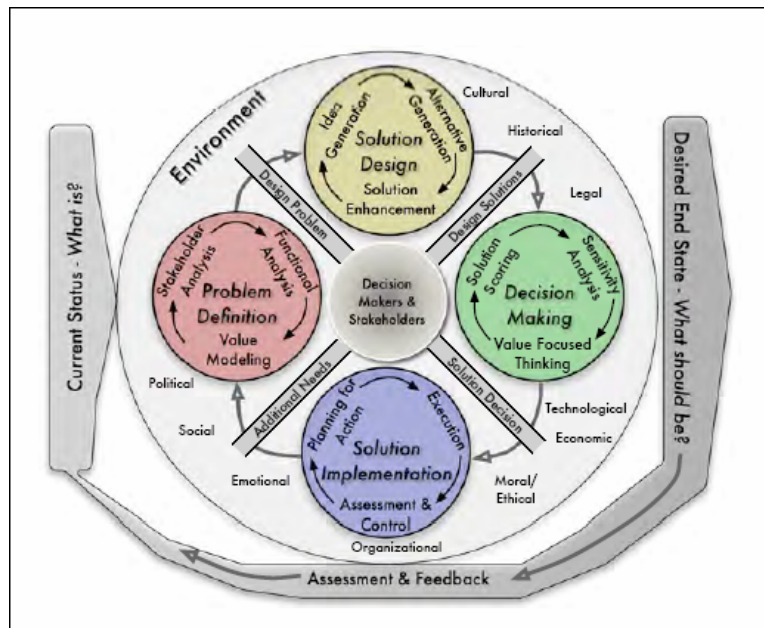 Environment
Current Status - What is?
Desired End State - What should be?
Assessment & Feedback
Cultural
Historical
Legal
Technological
Economic
Moral/
Ethical
Organizational
Emotional
Social
Political
Idea
Generation
Alternative
Generation
Solution
Design
Solution
Enhancement
Design Problem
Design Solutions
Stakeholder
Analysis
Functional
Analysis
Problem
Definition
Value
Modeling
Decision
Makers &
Stakeholders
Solution
Scoring
Sensitivity
Analysis
Decision
Making
Value Focused
Thinking
Additional Needs
Solution Decision
Planning for
Action
Execution
Solution
Implementation
Assessment &
Control